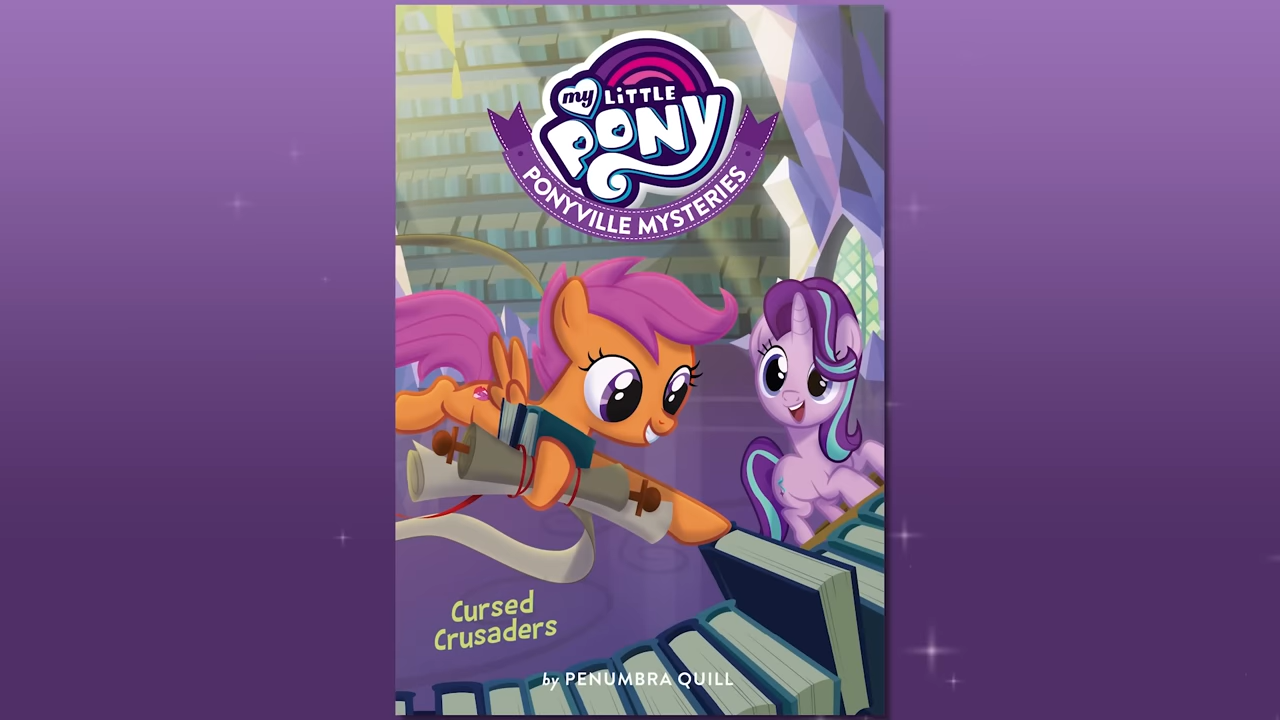 my LiTTLE
PONY
PONYVILLE MYSTERIES
Cursed
Crusaders
by PENUMBRA QUILL